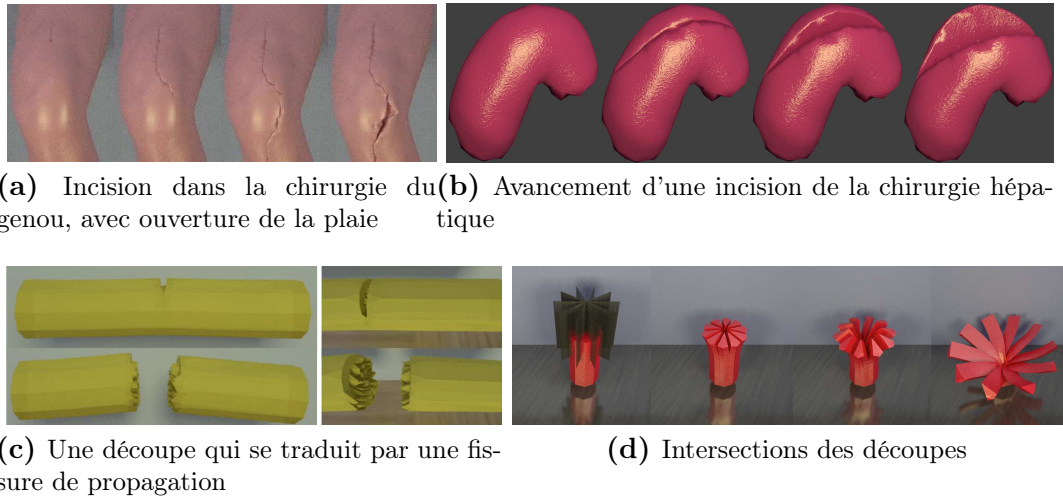 (a) Incision dans la chirurgie du
genou, avec ouverture de la plaie
(b) Avancement d'une incision de la chirurgie hépa-
tique
(c) Une découpe qui se traduit par une fis-
sure de propagation
(d) Intersections des découpes